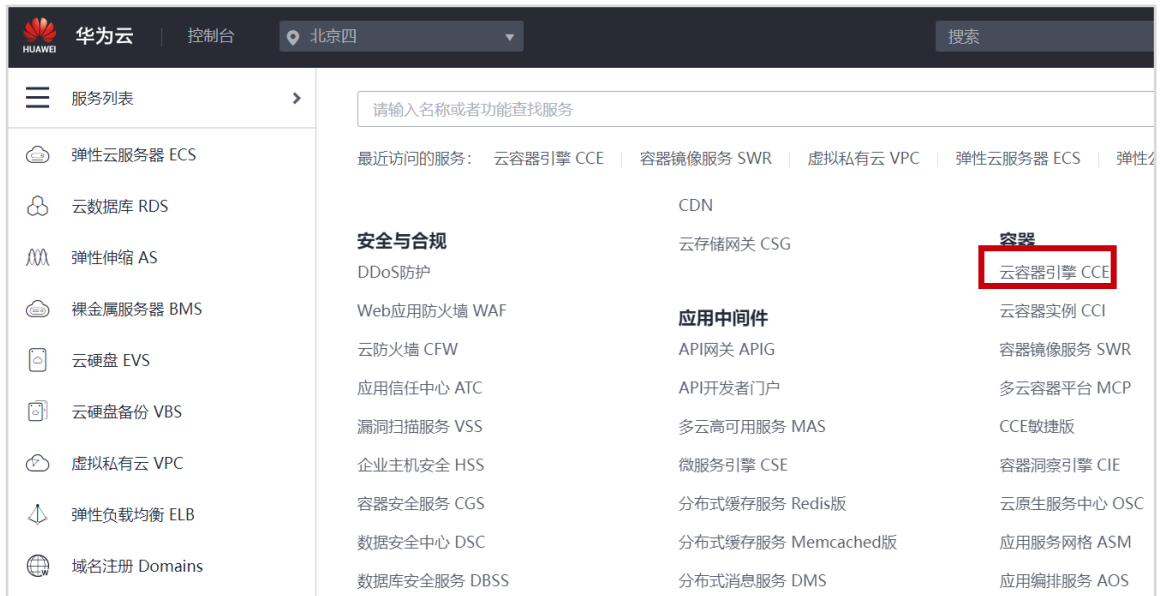 HUAWEI
华为云
控制台
北京四
搜索
服务列表
弹性云服务器 ECS
云数据库 RDS
弹性伸缩 AS
裸金属服务器 BMS
云硬盘 EVS
云硬盘备份 VBS
虚拟私有云 VPC
弹性负载均衡 ELB
域名注册 Domains
请输入名称或者功能查找服务
最近访问的服务： 云容器引擎 CCE 容器镜像服务 SWR 虚拟私有云 VPC 弹性云服务器 ECS 弹性
安全与合规
DDoS防护
Web应用防火墙 WAF
云防火墙 CFW
应用信任中心 ATC
漏洞扫描服务 VSS
企业主机安全 HSS
容器安全服务 CGS
数据安全中心 DSC
数据库安全服务 DBSS
CDN
云存储网关 CSG
应用中间件
API网关 APIG
API开发者门户
多云高可用服务 MAS
微服务引擎 CSE
分布式缓存服务 Redis版
分布式缓存服务 Memcached版
分布式消息服务 DMS
容器
云容器引擎 CCE
云容器实例 CCI
容器镜像服务 SWR
多云容器平台 MCP
CCE敏捷版
容器洞察引擎 CIE
云原生服务中心 OSC
应用服务网格 ASM
应用编排服务 AOS